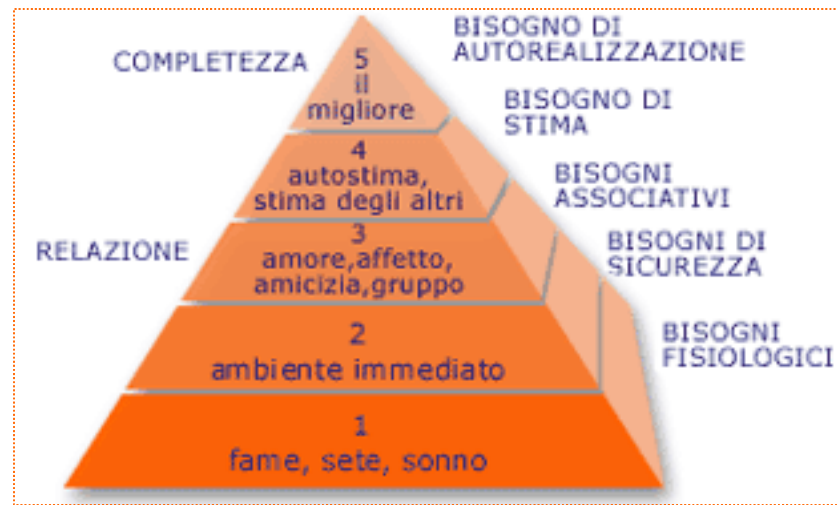 BISOGNO DI
AUTOREALIZZAZIONE
COMPLETEZZA
5
il
migliore
BISOGNO DI
STIMA
4
autostima,
stima degli altri
BISOGNI
ASSOCIATIVI
RELAZIONE
3
amore,affetto,
amicizia,gruppo
BISOGNI DI
SICUREZZA
2
ambiente immediato
BISOGNI
FISIOLOGICI
1
fame, sete, sonno